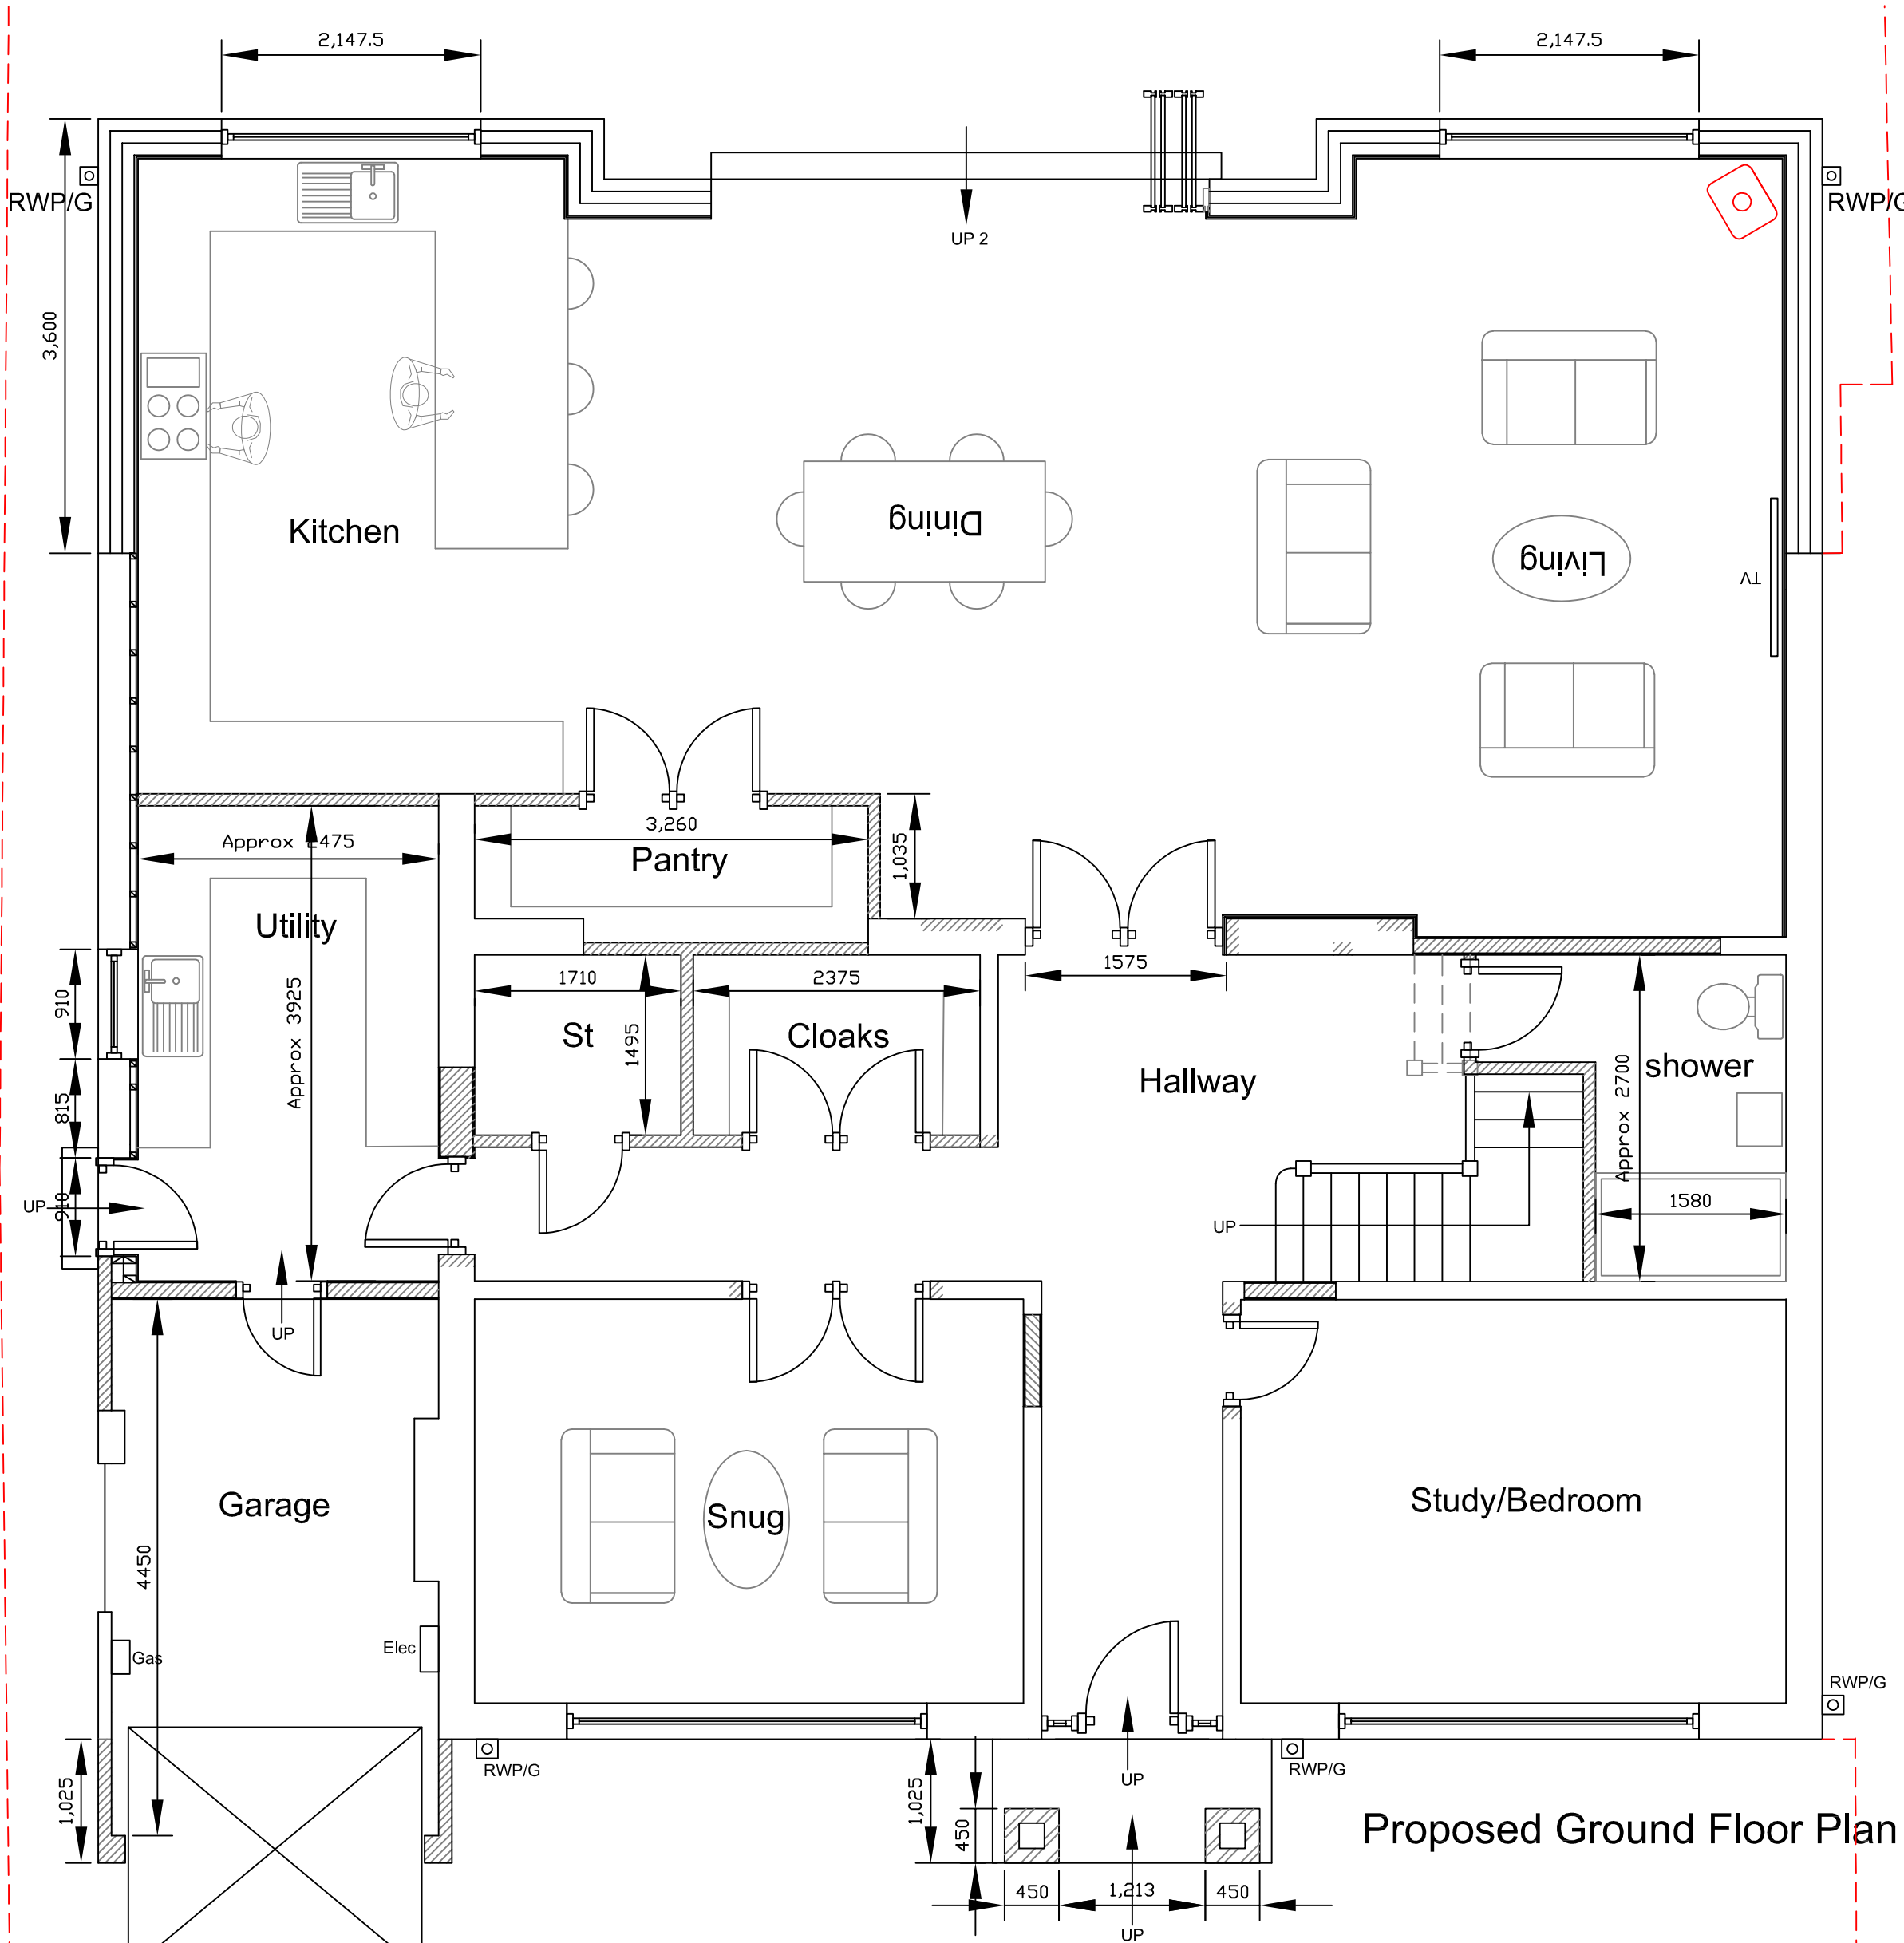 2,147.5
2,147.5
RWP/G
RWP/G
UP 2
3,600
Kitchen
Dining
Living
TV
3,260
Pantry
1,035
Approx 2475
Utility
Approx 3925
910
815
910
UP
1710
St
1495
2375
Cloaks
1575
Hallway
shower
Approx 2700
1580
UP
UP
Garage
4450
Snug
Study/Bedroom
Gas
Elec
RWP/G
RWP/G
RWP/G
UP
1,025
1,025
450
450
1,213
450
UP
Proposed Ground Floor Plan